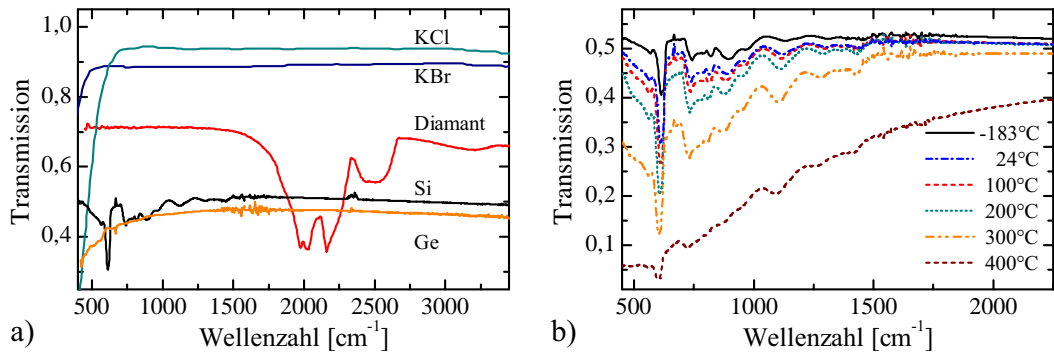 1,0
0,8
0,6
0,4
Transmission
KCl
KBr
Diamant
Si
Ge
500 1000 1500 2000 2500 3000
Wellenzahl [cm-1]
a)
0,5
0,4
0,3
0,2
0,1
Transmission
-183°C
24°C
100°C
200°C
300°C
400°C
500 1000 1500 2000
Wellenzahl [cm-1]
b)